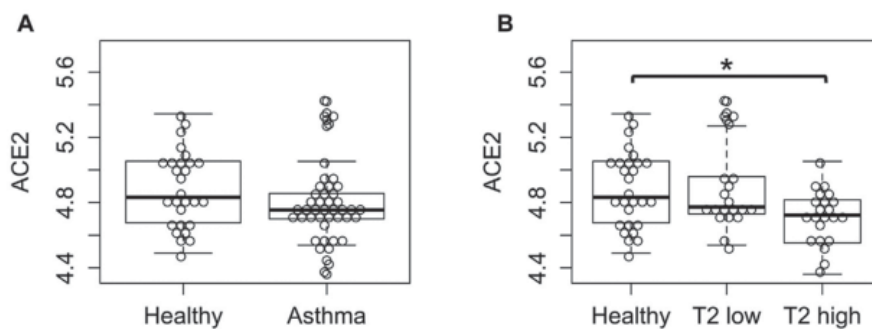 A
ACE2
5.6
5.2
4.8
4.4
Healthy Asthma
B
*
ACE2
5.6
5.2
4.8
4.4
Healthy T2 low T2 high